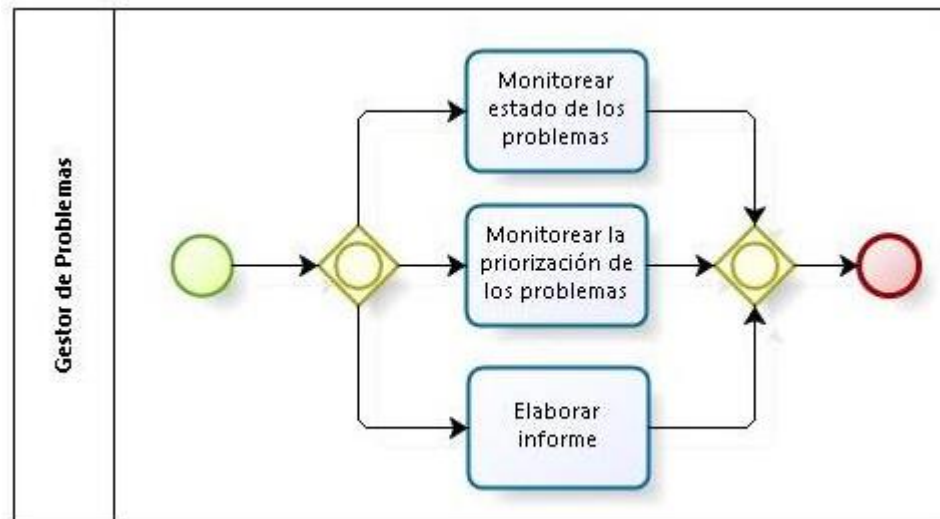 Gestor de Problemas
Monitorear
estado de los
problemas
Monitorear la
priorización de
los problemas
Elaborar
informe